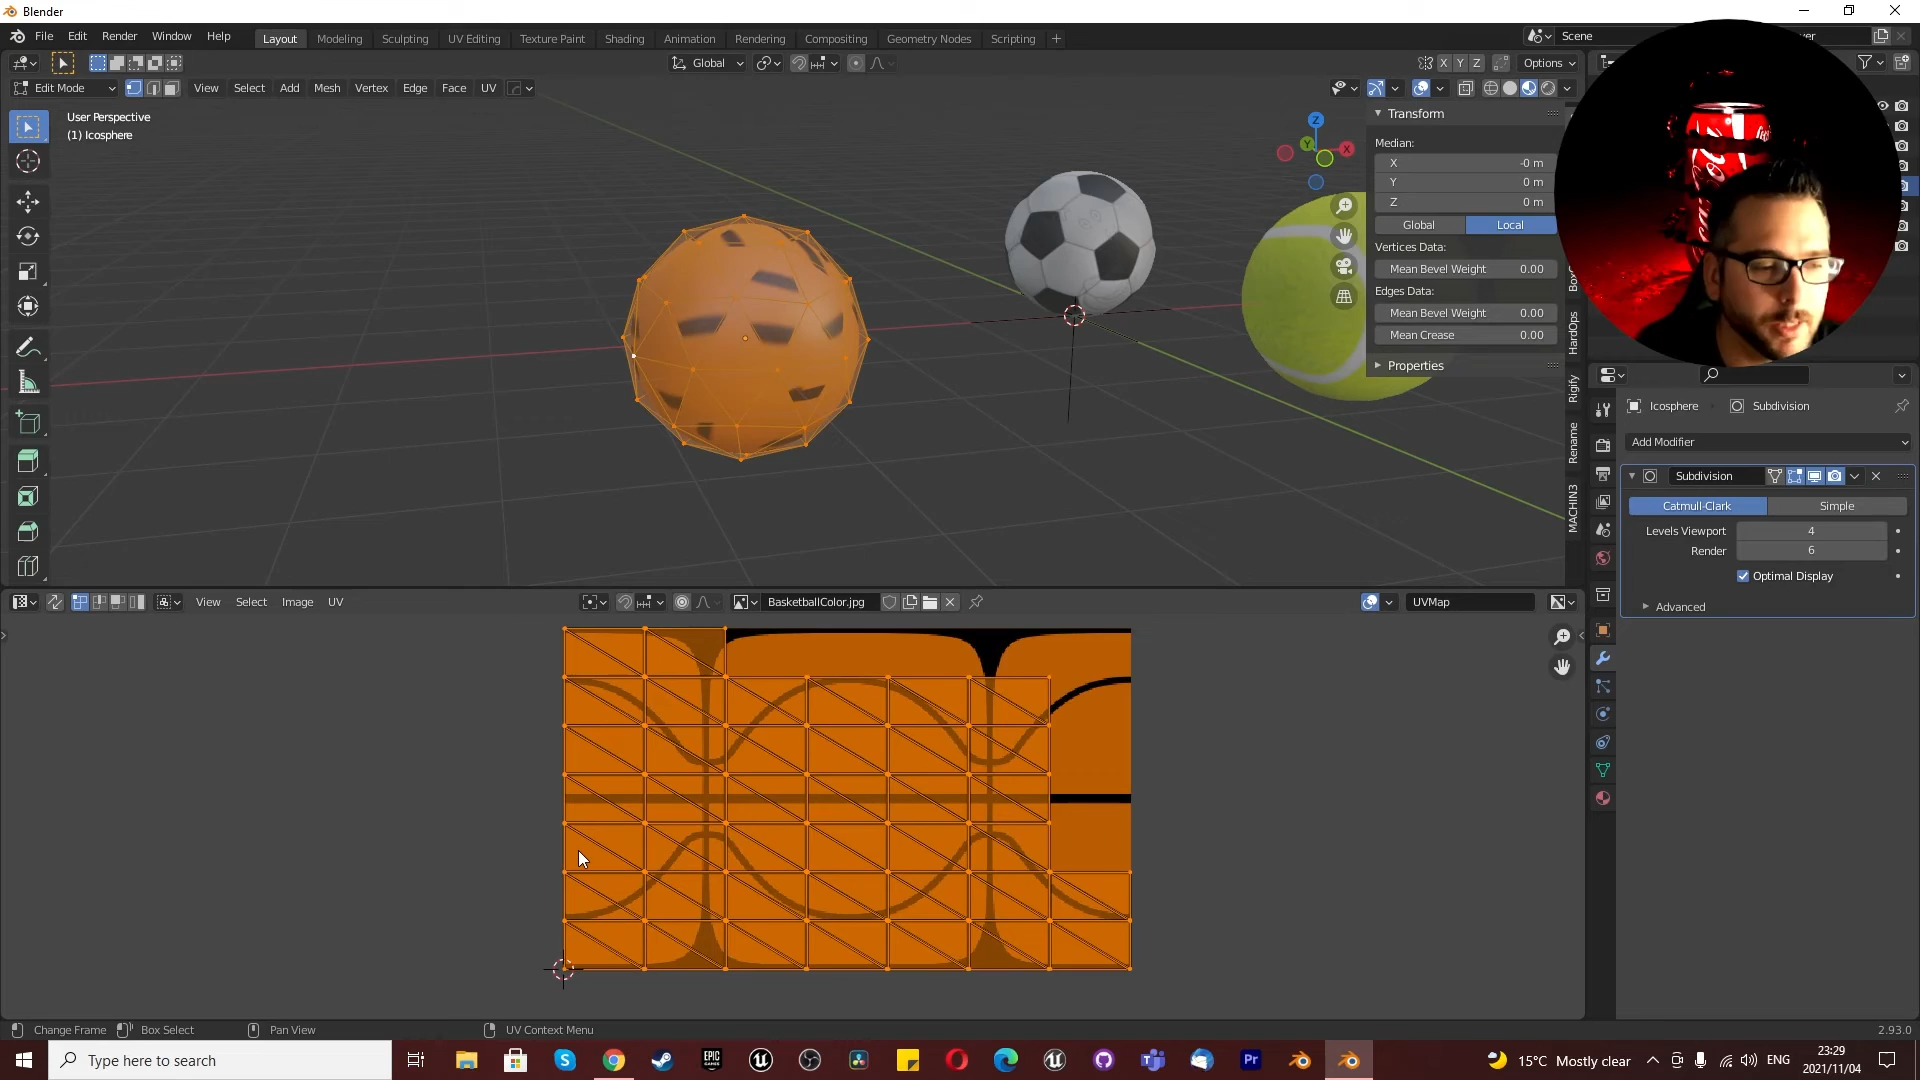 Blender
File Edit Render Window Help
Layout Modeling Sculpting UV Editing Texture Paint Shading Animation Rendering Compositing Geometry Nodes Scripting +
Scene
Global
X Y Z
Options
Edit Mode
View Select Add Mesh Vertex Edge Face UV
User Perspective
(1) Icosphere
Z
Y
X
Transform
Median:
X -0 m
Y 0 m
Z 0 m
Global Local
Vertices Data:
Mean Bevel Weight 0.00
Edges Data:
Mean Bevel Weight 0.00
Mean Crease 0.00
Properties
HardOps
Rigify
Rename
MACHIN3
Icosphere Subdivision
Add Modifier
Subdivision
Catmull-Clark Simple
Levels Viewport 4
Render 6
Optimal Display
Advanced
View Select Image UV
BasketballColor.jpg
UVMap
Change Frame Box Select Pan View UV Context Menu
2.93.0
Type here to search
EPIC GAMES
Pr
15°C Mostly clear
ENG
23:29
2021/11/04